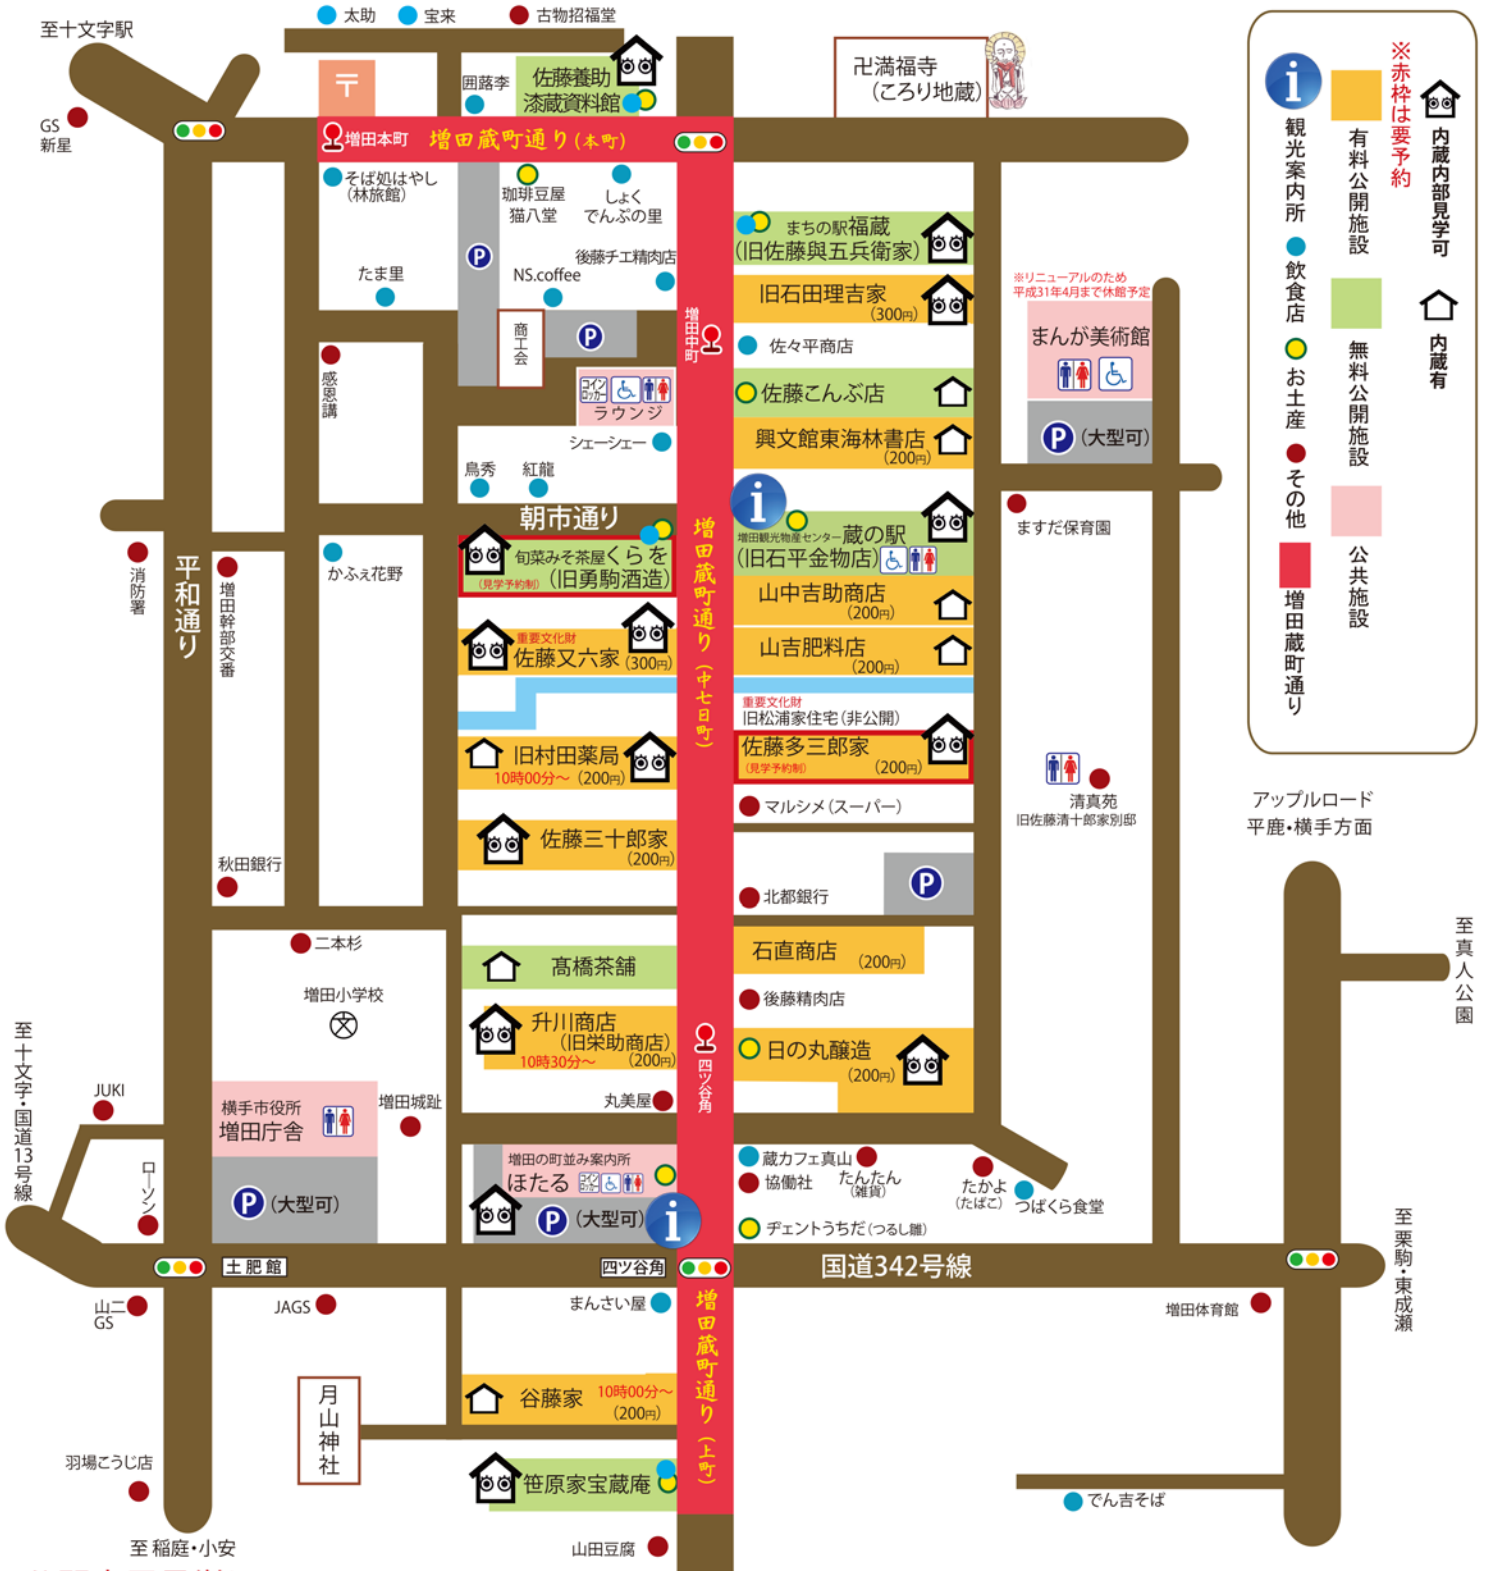 太助
宝来
古物招福堂
至十文字駅
〒
囲蕗李
佐藤養助
漆蔵資料館
卍満福寺
(ころり地蔵)
GS
新星
増田本町
増田蔵町通り(本町)
そば処はやし
(林旅館)
珈琲豆屋
猫八堂
しょく
でんぷの里
たま里
NS.coffee
後藤チエ精肉店
P
商工会
P
増田中町
まちの駅福蔵
(旧佐藤與五兵衛家)
旧石田理吉家
(300円)
佐々平商店
※リニューアルのため
平成31年4月まで休館予定
まんが美術館
P(大型可)
感恩講
コイン
ロッカー
ラウンジ
シェーシェー
佐藤こんぶ店
興文館東海林書店
(200円)
鳥秀
紅龍
朝市通り
i
増田観光物産センター蔵の駅
(旧石平金物店)
ますだ保育園
消防署
平和通り
増田幹部交番
かふぇ花野
旬菜みそ茶屋くらを
(見学予約制)(旧勇駒酒造)
増田蔵町通り(中七日町)
山中吉助商店
(200円)
山吉肥料店
(200円)
重要文化財
佐藤又六家(300円)
重要文化財
旧松浦家住宅(非公開)
佐藤多三郎家
(見学予約制)
(200円)
旧村田薬局
10時00分～(200円)
マルシメ(スーパー)
清真苑
旧佐藤清十郎家別邸
佐藤三十郎家
(200円)
秋田銀行
北都銀行
P
二本杉
増田小学校
文
髙橋茶舗
石直商店
(200円)
後藤精肉店
升川商店
(旧栄助商店)
10時30分～
(200円)
四ツ谷角
日の丸醸造
(200円)
丸美屋
至十文字・国道13号線
JUKI
ローソン
横手市役所
増田庁舎
P(大型可)
増田城趾
増田の町並み案内所
ほたる
コイン
ロッカー
P(大型可)
i
蔵カフェ真山
協働社
たんたん
(雑貨)
たかよ
(たばこ)
つばくら食堂
ヂェントうちだ(つるし雛)
土肥館
四ツ谷角
国道342号線
山二
GS
JAGS
まんさい屋
増田体育館
増田蔵町通り(上町)
月山神社
谷藤家
10時00分～
(200円)
羽場こうじ店
笹原家宝蔵庵
でん吉そば
至 稲庭・小安
山田豆腐
アップルロード
平鹿・横手方面
至真人公園
至栗駒・東成瀬
※赤枠は要予約
内蔵内部見学可
内蔵有
有料公開施設
無料公開施設
公共施設
i
観光案内所
飲食店
お土産
その他
増田蔵町通り